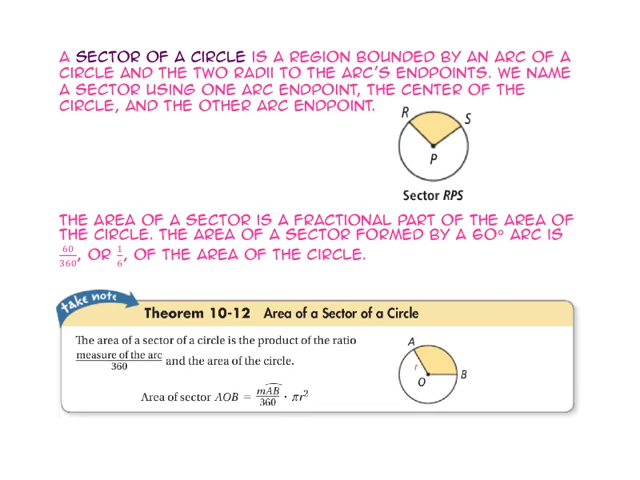 A SECTOR OF A CIRCLE IS A REGION BOUNDED BY AN ARC OF A
CIRCLE AND THE TWO RADII TO THE ARC'S ENDPOINTS. WE NAME
A SECTOR USING ONE ARC ENDPOINT, THE CENTER OF THE
CIRCLE, AND THE OTHER ARC ENDPOINT.
R
S
P
Sector RPS
THE AREA OF A SECTOR IS A FRACTIONAL PART OF THE AREA OF
THE CIRCLE. THE AREA OF A SECTOR FORMED BY A 60° ARC IS
60/360, OR 1/6, OF THE AREA OF THE CIRCLE.
take note
Theorem 10-12 Area of a Sector of a Circle
The area of a sector of a circle is the product of the ratio
measure of the arc/360 and the area of the circle.
Area of sector AOB = mAB/360 · πr²
A
r
O
B